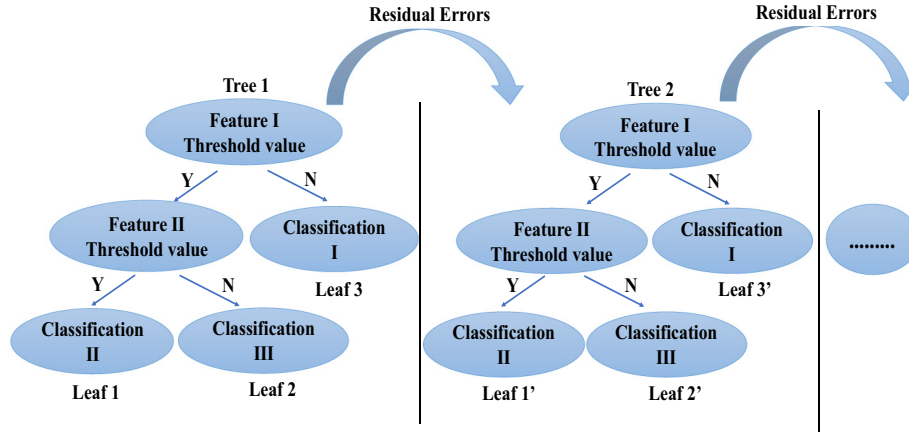 Residual Errors
Tree 1
Feature I
Threshold value
Y
N
Feature II
Threshold value
Classification
I
Leaf 3
Y
N
Classification
II
Classification
III
Leaf 1
Leaf 2
Residual Errors
Tree 2
Feature I
Threshold value
Y
N
Feature II
Threshold value
Classification
I
Leaf 3’
Y
N
Classification
II
Classification
III
Leaf 1’
Leaf 2’
.........